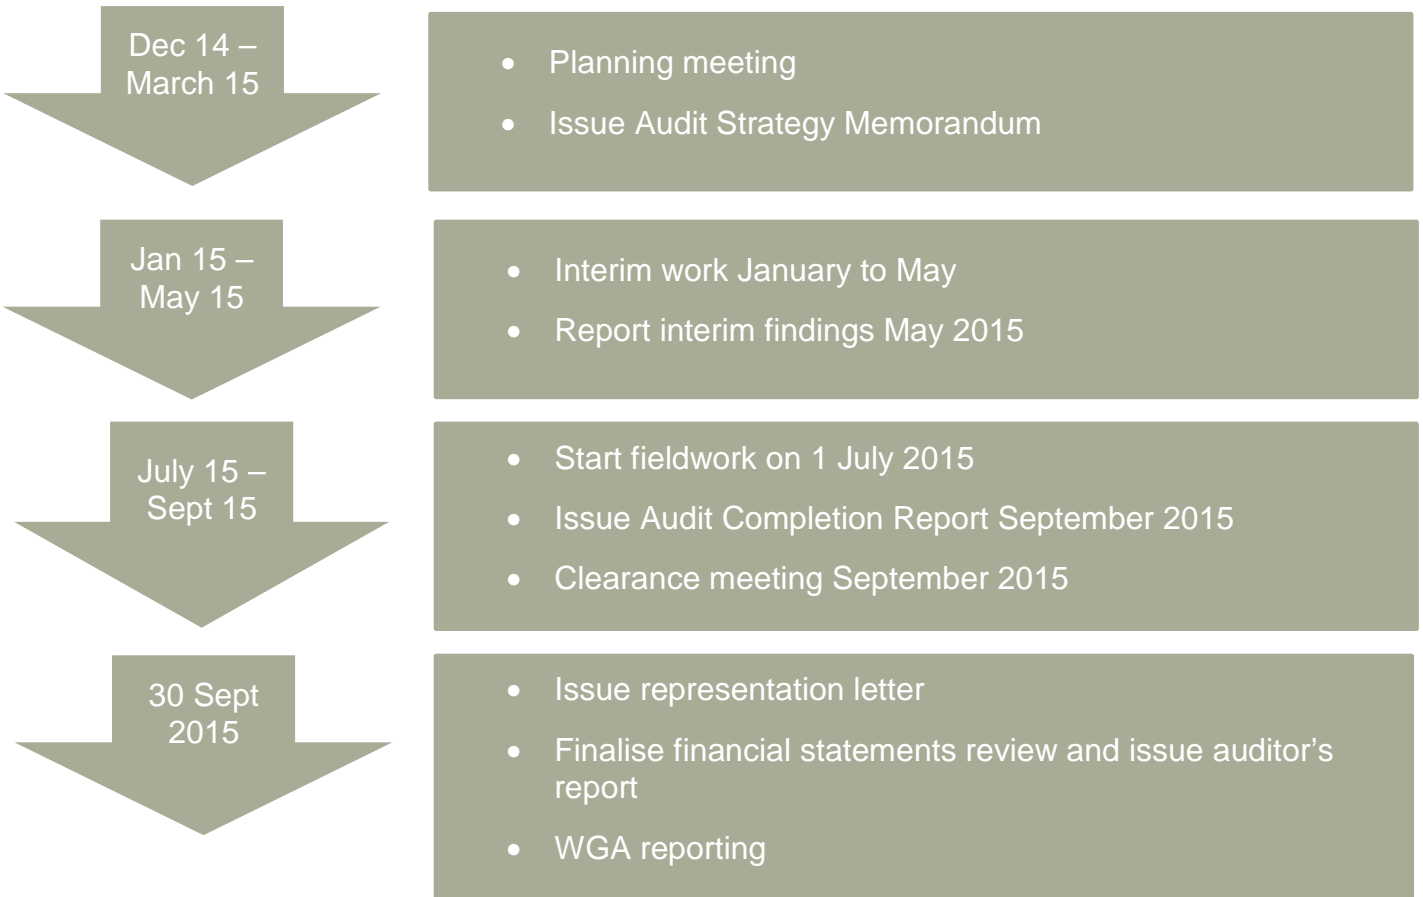 Dec 14 –
March 15
• Planning meeting
• Issue Audit Strategy Memorandum
Jan 15 –
May 15
• Interim work January to May
• Report interim findings May 2015
July 15 –
Sept 15
• Start fieldwork on 1 July 2015
• Issue Audit Completion Report September 2015
• Clearance meeting September 2015
30 Sept
2015
• Issue representation letter
• Finalise financial statements review and issue auditor’s
report
• WGA reporting